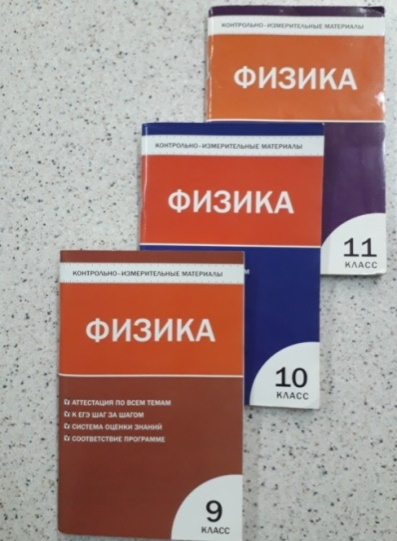 КОНТРОЛЬНО-ИЗМЕРИТЕЛЬНЫЕ МАТЕРИАЛЫ
ФИЗИКА
11
КЛАСС
КОНТРОЛЬНО-ИЗМЕРИТЕЛЬНЫЕ МАТЕРИАЛЫ
ФИЗИКА
10
КЛАСС
КОНТРОЛЬНО-ИЗМЕРИТЕЛЬНЫЕ МАТЕРИАЛЫ
ФИЗИКА
АТТЕСТАЦИЯ ПО ВСЕМ ТЕМАМ
К ЕГЭ ШАГ ЗА ШАГОМ
СИСТЕМА ОЦЕНКИ ЗНАНИЙ
СООТВЕТСТВИЕ ПРОГРАММЕ
9
КЛАСС